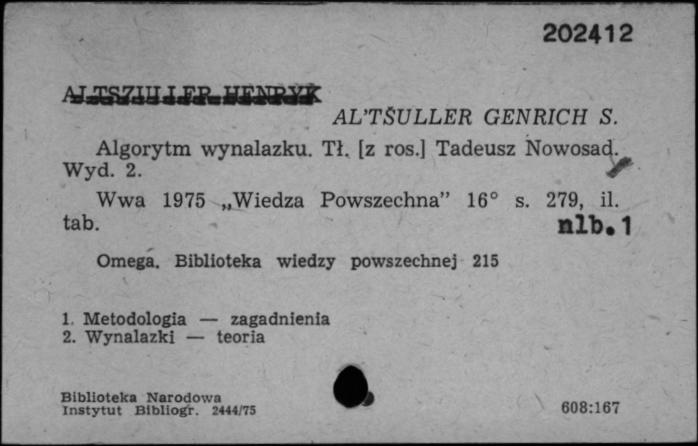 202412
ALTSZULLER HENRYK
AL'TŠULLER GENRICH S.
Algorytm wynalazku. Tł. [z ros.] Tadeusz Nowosad.
Wyd. 2.
Wwa 1975 „Wiedza Powszechna” 16° s. 279, il.
tab. nlb. 1
Omega. Biblioteka wiedzy powszechnej 215
1. Metodologia — zagadnienia
2. Wynalazki — teoria
Biblioteka Narodowa
Instytut Bibliogr. 2444/75 608:167